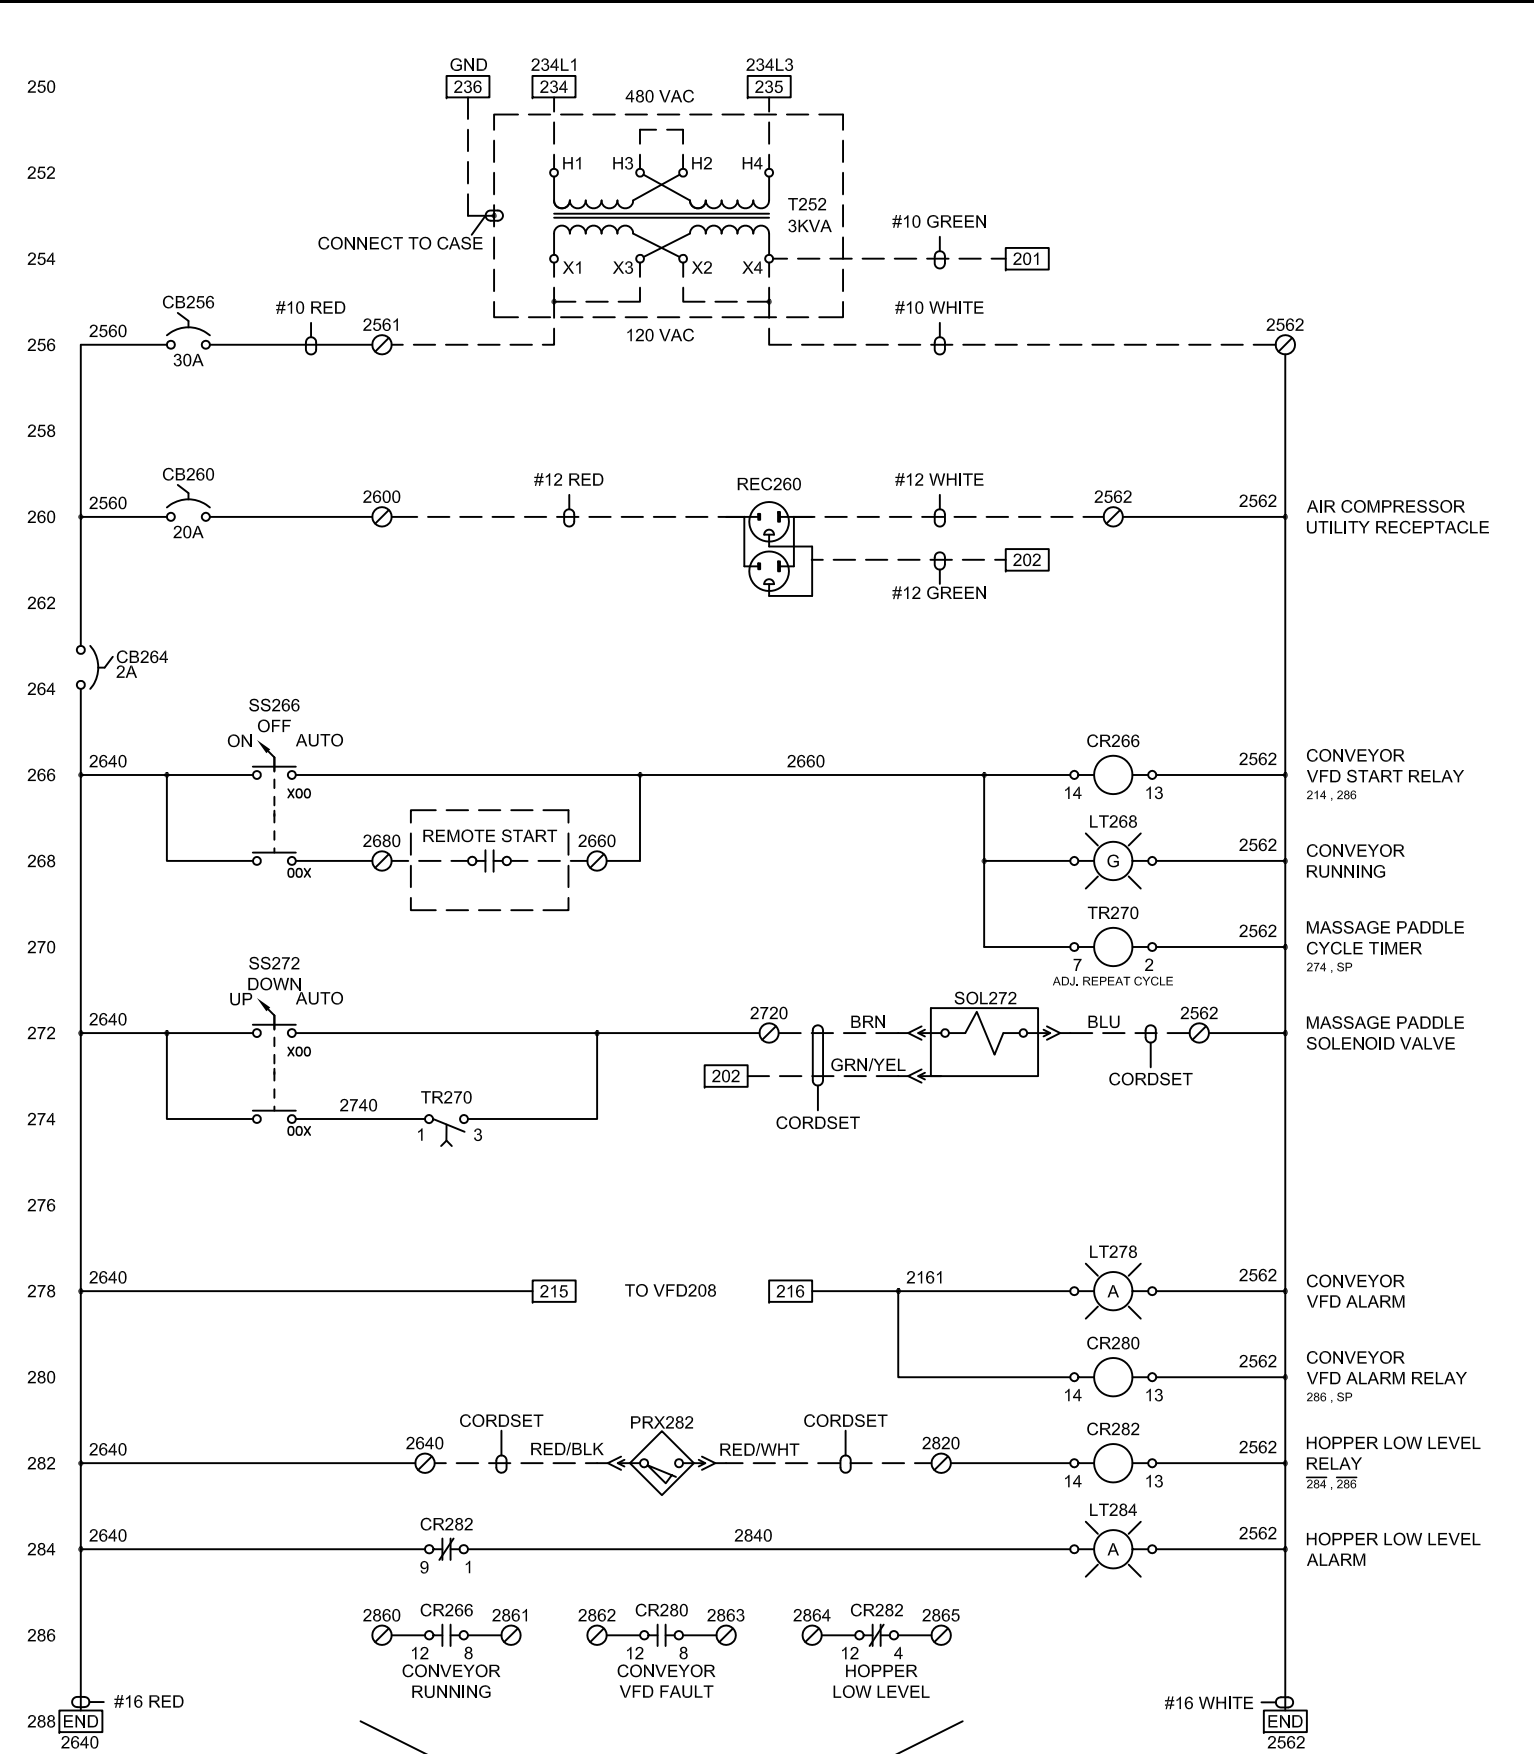 GND 234L1 234L3
250 236 234 235
480 VAC
252 H1 H3 H2 H4
T252
3KVA
#10 GREEN
CONNECT TO CASE
254 X1 X3 X2 X4 201
CB256 #10 RED #10 WHITE
2560 2561 120 VAC 2562
256 30A
258
CB260 #12 RED REC260 #12 WHITE
2560 2600 2562 2562
260 20A
AIR COMPRESSOR
UTILITY RECEPTACLE
202
#12 GREEN
262
CB264
2A
264
SS266
OFF
ON AUTO
CR266
2640 2660 2562
266 XOO 14 13
CONVEYOR
VFD START RELAY
214 , 286
REMOTE START
LT268
2680 2660 2562
268 OOX G
CONVEYOR
RUNNING
TR270
2562
270 7 2
ADJ. REPEAT CYCLE
MASSAGE PADDLE
CYCLE TIMER
274 , SP
SS272
DOWN
UP AUTO
SOL272
2640 2720 BRN BLU 2562
272 XOO
MASSAGE PADDLE
SOLENOID VALVE
202 GRN/YEL
CORDSET
CORDSET
2740 TR270
274 OOX 1 3
276
LT278
2640 2161 2562
278 215 TO VFD208 216 A
CONVEYOR
VFD ALARM
CR280
2562
280 14 13
CONVEYOR
VFD ALARM RELAY
286 , SP
CORDSET PRX282 CORDSET CR282
2640 2640 RED/BLK RED/WHT 2820 2562
282 14 13
HOPPER LOW LEVEL
RELAY
284 , 286
CR282 LT284
2640 2840 2562
284 9 1 A
HOPPER LOW LEVEL
ALARM
2860 CR266 2861 2862 CR280 2863 2864 CR282 2865
286 12 8 12 8 12 4
CONVEYOR
RUNNING
CONVEYOR
VFD FAULT
HOPPER
LOW LEVEL
#16 RED #16 WHITE
288 END END
2640 2562